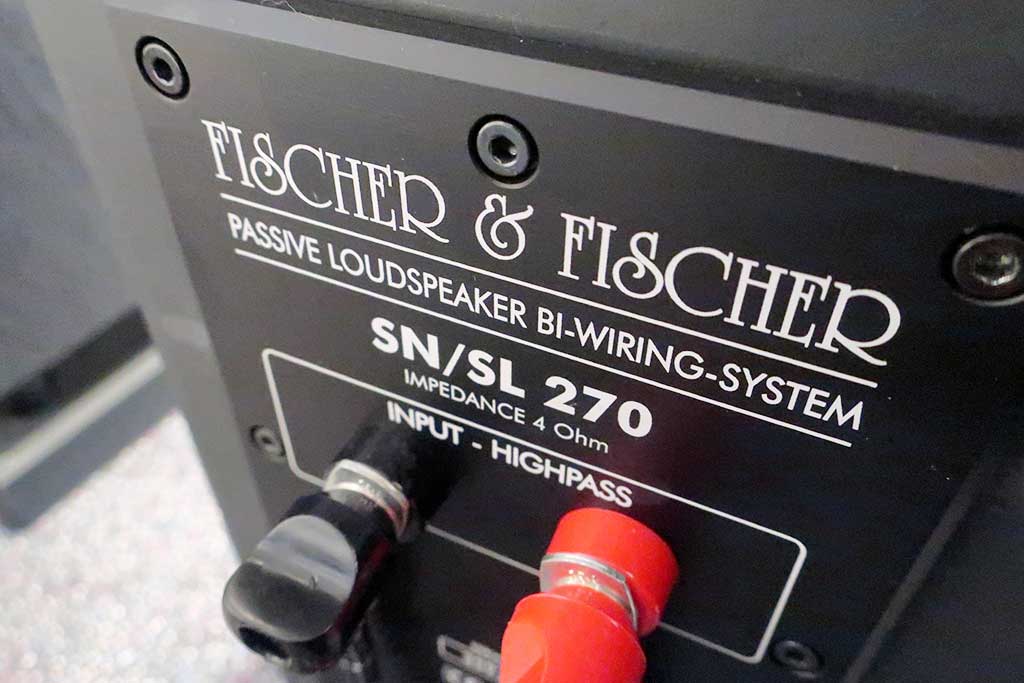 FISCHER & FISCHER
PASSIVE LOUDSPEAKER BI-WIRING-SYSTEM
SN/SL 270
IMPEDANCE 4 Ohm
INPUT - HIGHPASS